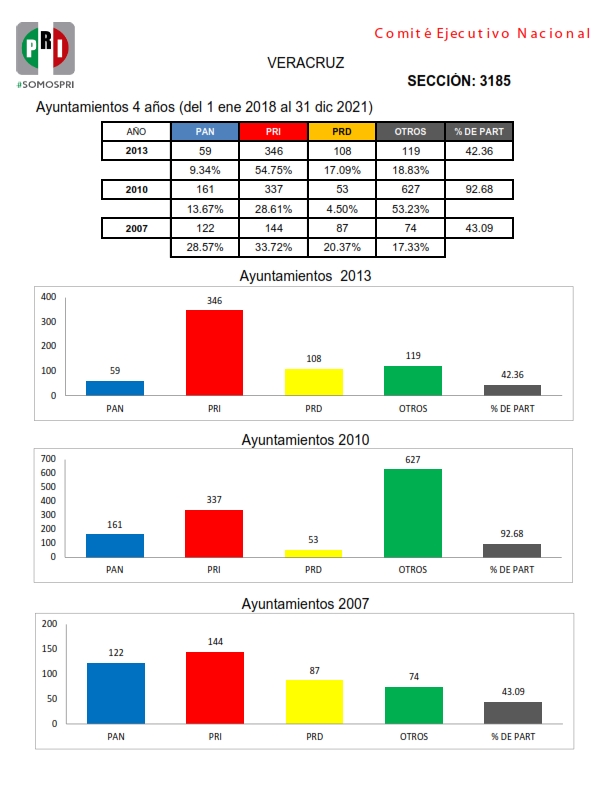 Comité Ejecutivo Nacional
PRI
#SOMOSPRI
VERACRUZ
SECCIÓN: 3185
Ayuntamientos 4 años (del 1 ene 2018 al 31 dic 2021)
AÑO PAN PRI PRD OTROS % DE PART
2013 59 346 108 119 42.36
9.34% 54.75% 17.09% 18.83%
2010 161 337 53 627 92.68
13.67% 28.61% 4.50% 53.23%
2007 122 144 87 74 43.09
28.57% 33.72% 20.37% 17.33%
Ayuntamientos 2013
400
300
200
100
0
59 346 108 119 42.36
PAN PRI PRD OTROS % DE PART
Ayuntamientos 2010
700
600
500
400
300
200
100
0
161 337 53 627 92.68
PAN PRI PRD OTROS % DE PART
Ayuntamientos 2007
200
150
100
50
0
122 144 87 74 43.09
PAN PRI PRD OTROS % DE PART